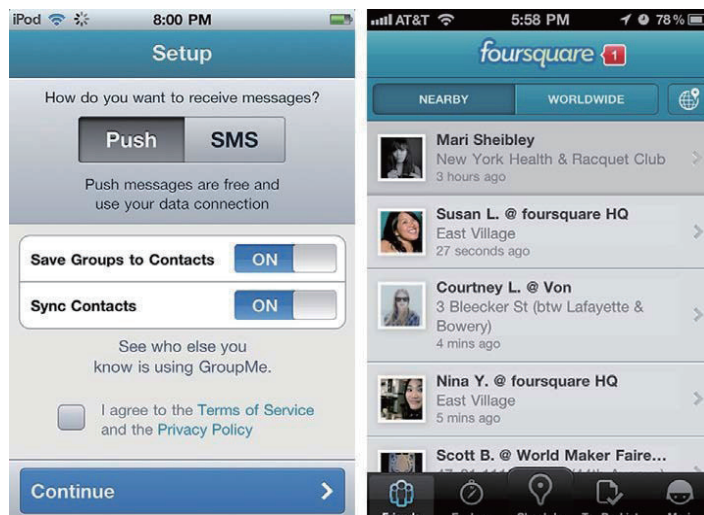 iPod
8:00 PM
Setup
How do you want to receive messages?
Push
SMS
Push messages are free and
use your data connection
Save Groups to Contacts
ON
Sync Contacts
ON
See who else you
know is using GroupMe.
I agree to the Terms of Service
and the Privacy Policy
Continue
AT&T
5:58 PM
78%
foursquare
1
NEARBY
WORLDWIDE
Mari Sheibley
New York Health & Racquet Club
3 hours ago
Susan L. @ foursquare HQ
East Village
27 seconds ago
Courtney L. @ Von
3 Bleecker St (btw Lafayette &
Bowery)
4 mins ago
Nina Y. @ foursquare HQ
East Village
5 mins ago
Scott B. @ World Maker Faire...